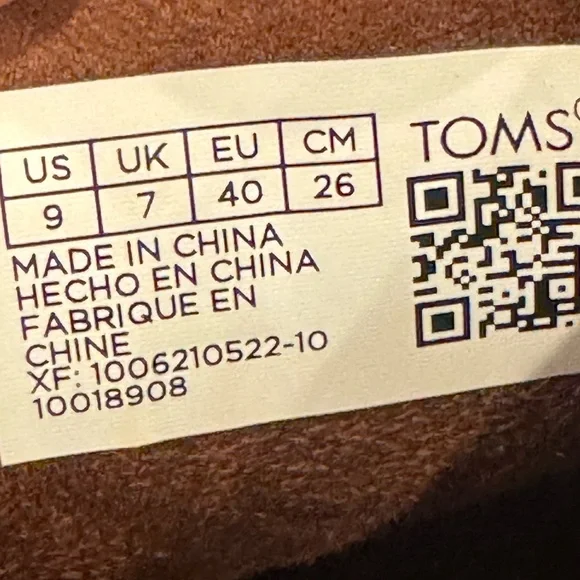 US UK EU CM
9 7 40 26
MADE IN CHINA
HECHO EN CHINA
FABRIQUE EN
CHINE
XF: 1006210522-10
10018908
TOMS